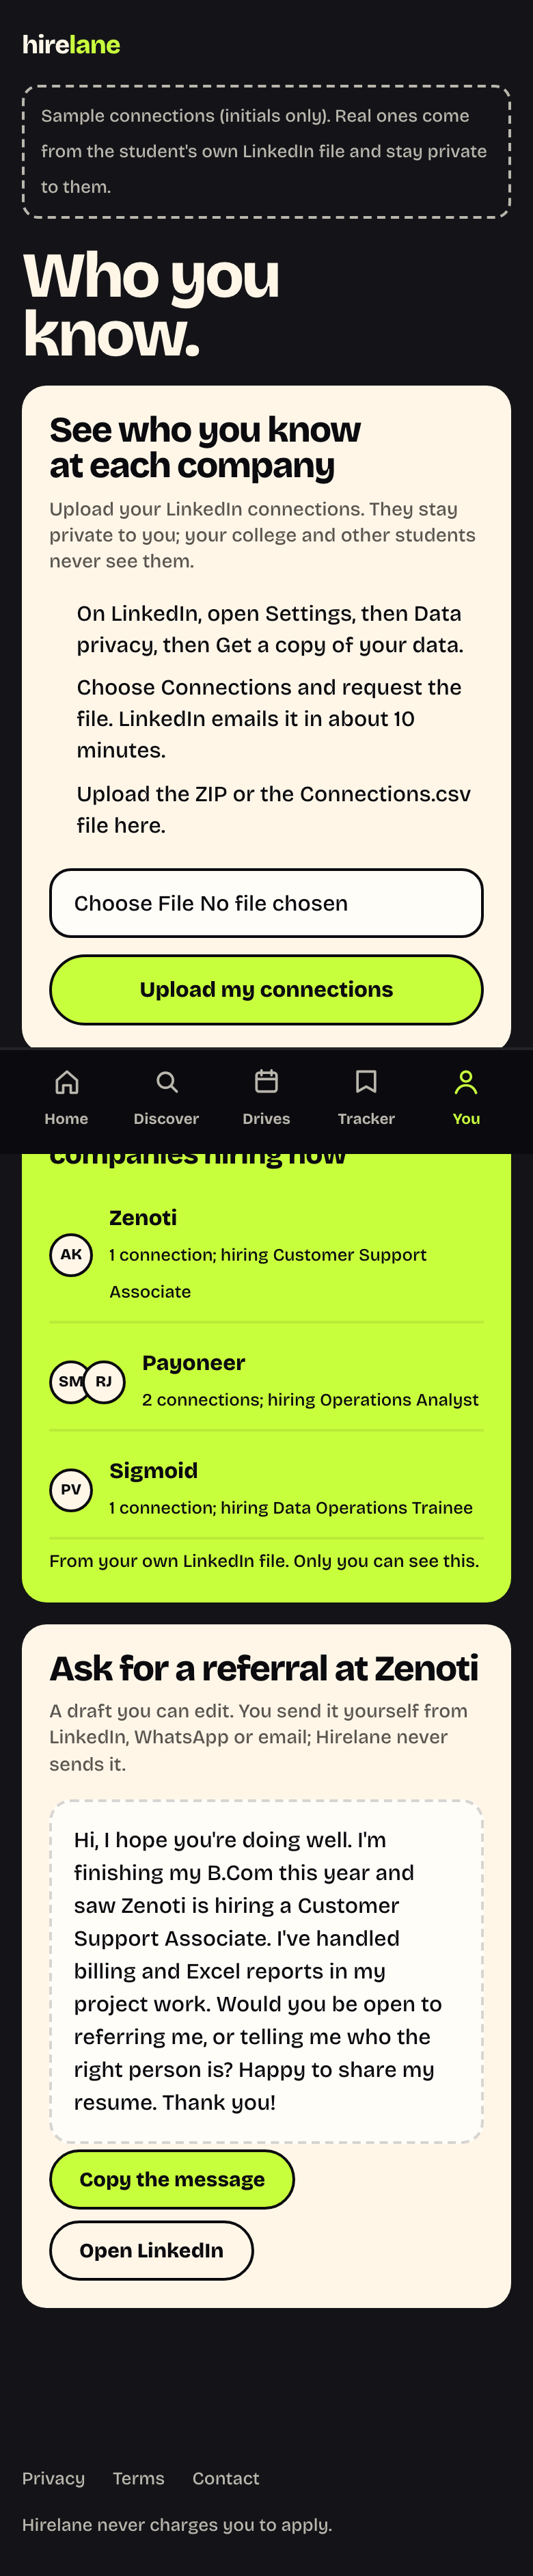 hirelane
Sample connections (initials only). Real ones come
from the student's own LinkedIn file and stay private
to them.
Who you
know.
See who you know
at each company
Upload your LinkedIn connections. They stay
private to you; your college and other students
never see them.
On LinkedIn, open Settings, then Data
privacy, then Get a copy of your data.
Choose Connections and request the
file. LinkedIn emails it in about 10
minutes.
Upload the ZIP or the Connections.csv
file here.
Choose File No file chosen
Upload my connections
Home Discover Drives Tracker You
companies hiring now
Zenoti
AK
1 connection; hiring Customer Support
Associate
Payoneer
SM RJ
2 connections; hiring Operations Analyst
Sigmoid
PV
1 connection; hiring Data Operations Trainee
From your own LinkedIn file. Only you can see this.
Ask for a referral at Zenoti
A draft you can edit. You send it yourself from
LinkedIn, WhatsApp or email; Hirelane never
sends it.
Hi, I hope you're doing well. I'm
finishing my B.Com this year and
saw Zenoti is hiring a Customer
Support Associate. I've handled
billing and Excel reports in my
project work. Would you be open to
referring me, or telling me who the
right person is? Happy to share my
resume. Thank you!
Copy the message
Open LinkedIn
Privacy Terms Contact
Hirelane never charges you to apply.